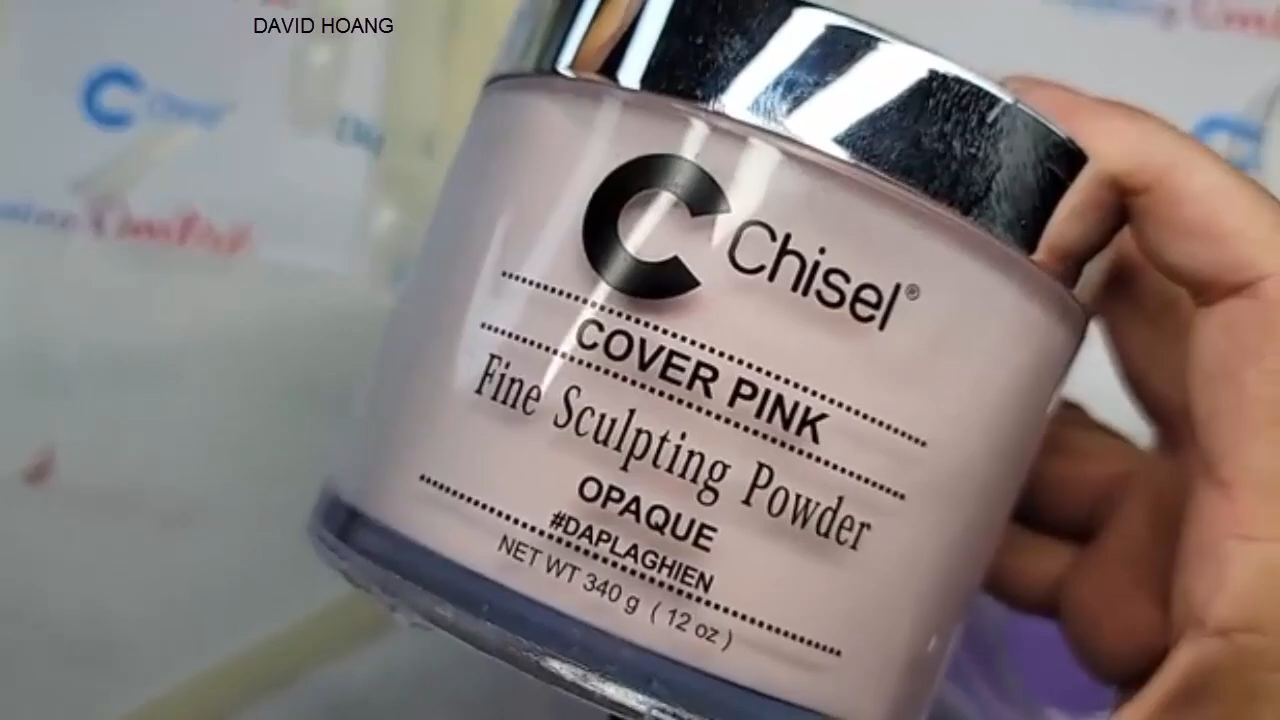 DAVID HOANG
C Chisel®
COVER PINK
Fine Sculpting Powder
OPAQUE
#DAPLAGHIEN
NET WT 340 g ( 12 oz )